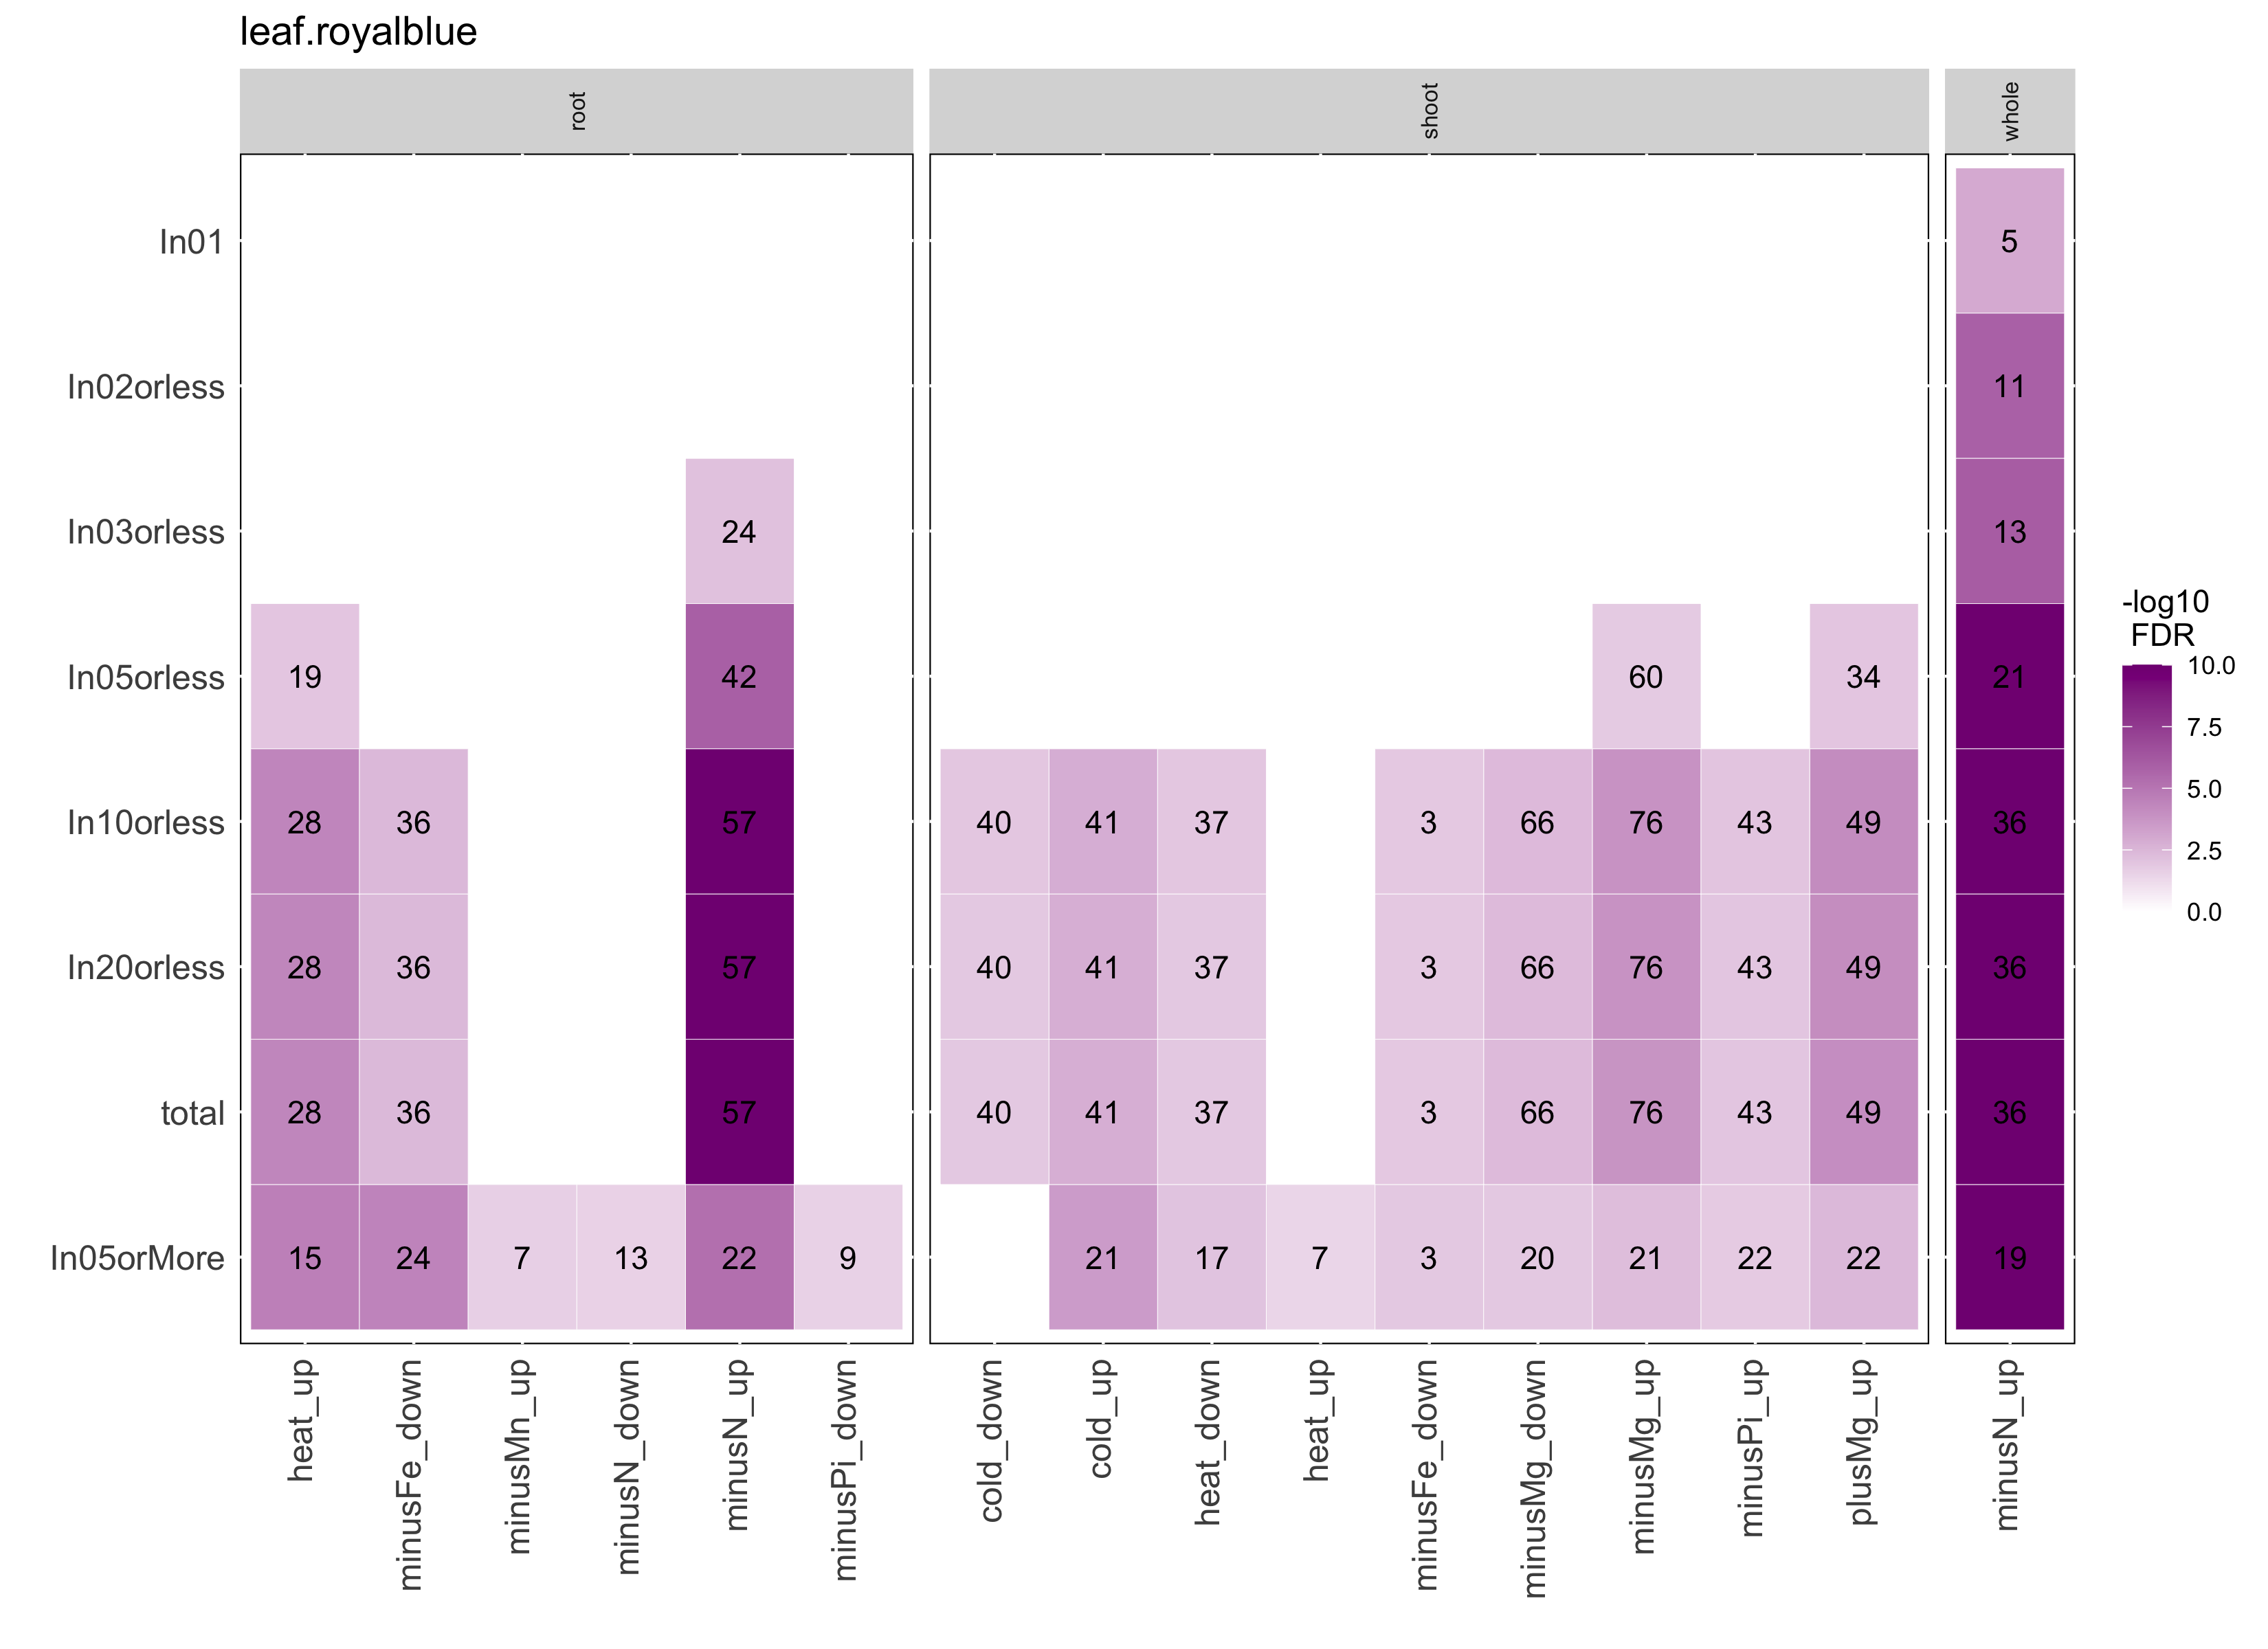 leaf.royalblue
root shoot whole
In01 5
In02orless 11
In03orless 24 13
In05orless 19 42 60 34 21
In10orless 28 36 57 40 41 37 3 66 76 43 49 36
In20orless 28 36 57 40 41 37 3 66 76 43 49 36
total 28 36 57 40 41 37 3 66 76 43 49 36
In05orMore 15 24 7 13 22 9 21 17 7 3 20 21 22 22 19
heat_up
minusFe_down
minusMn_up
minusN_down
minusN_up
minusPi_down
cold_down
cold_up
heat_down
heat_up
minusFe_down
minusMg_down
minusMg_up
minusPi_up
plusMg_up
minusN_up
-log10
FDR
10.0
7.5
5.0
2.5
0.0